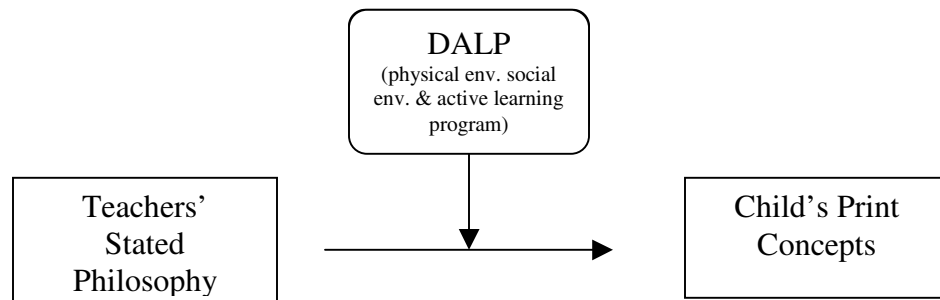 DALP
(physical env. social
env. & active learning
program)
Teachers’
Stated
Philosophy
Child’s Print
Concepts